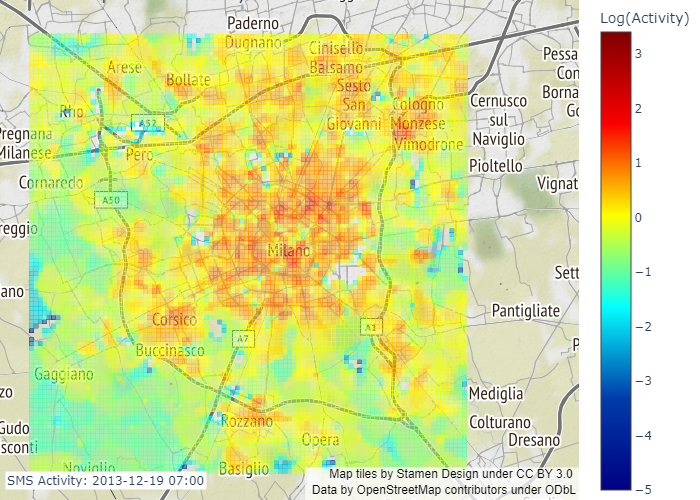 Log(Activity)
Paderno
Dugnano
Cinisello
Balsamo
Arese
Bollate
Sesto
San
Giovanni
Cologno
Monzese
Vimodrone
Pessa
Con
Borna
Go
Cernusco
sul
Naviglio
Rho
A52
Pregnana
Milanese
Pero
Pioltello
Cornaredo
Vignat
A50
reggio
Milano
Sett
ano
Pantigliate
Corsico
A7
A1
P
Buccinasco
Gaggiano
zo
Mediglia
Rozzano
Colturano
Gudo
sconti
Opera
Dresano
Noviglio
Basiglio
3
2
1
0
−1
−2
−3
−4
−5
SMS Activity: 2013-12-19 07:00
Map tiles by Stamen Design under CC BY 3.0
Data by OpenStreetMap contributors under ODbL